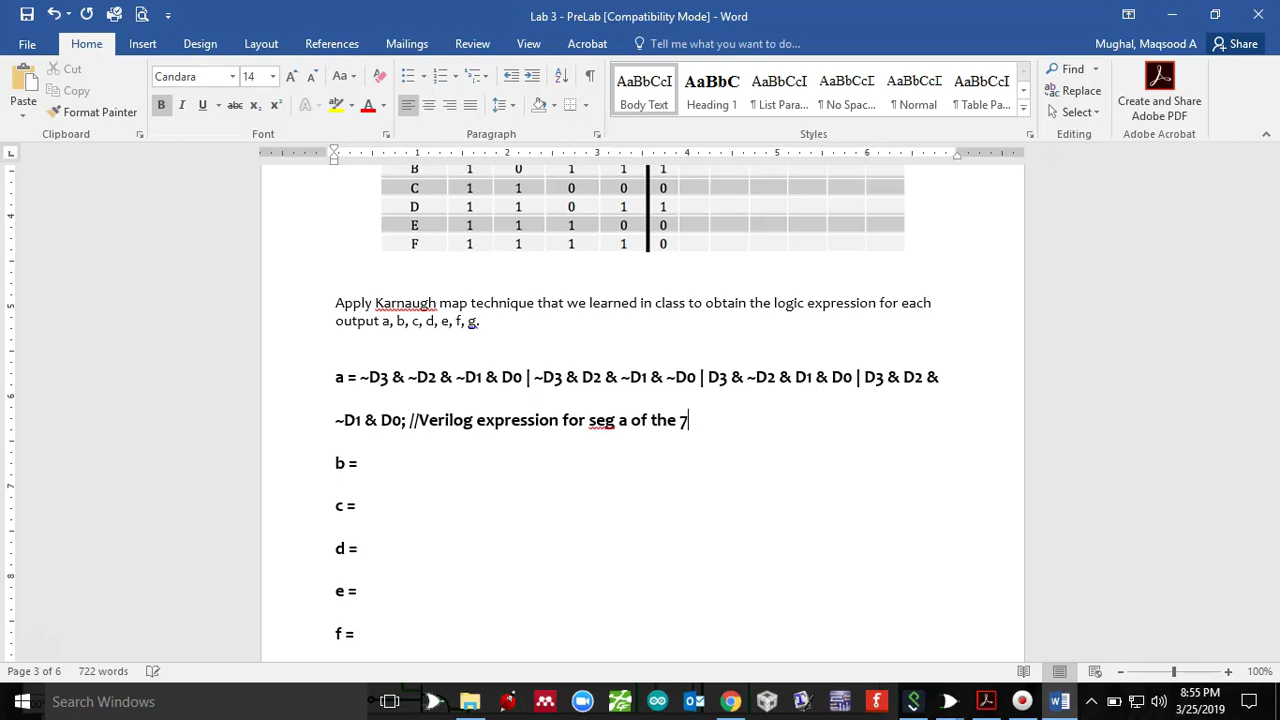 Lab 3 - PreLab [Compatibility Mode] - Word
File Home Insert Design Layout References Mailings Review View Acrobat Tell me what you want to do... Mughal, Maqsood A Share
Paste Cut Copy Format Painter Clipboard
Candara 14 Font
Paragraph
AaBbCcI Body Text AaBbC Heading 1 AaBbCcI ¶ List Para... AaBbCcI ¶ No Spac... AaBbCcI ¶ Normal AaBbCcI ¶ Table Pa... Styles
Find Replace Select Editing
Create and Share Adobe PDF Adobe Acrobat
1 2 3 4 5 6
B 1 0 1 1 1
C 1 1 0 0 0
D 1 1 0 1 1
E 1 1 1 0 0
F 1 1 1 1 0
Apply Karnaugh map technique that we learned in class to obtain the logic expression for each
output a, b, c, d, e, f, g.
a = ~D3 & ~D2 & ~D1 & D0 | ~D3 & D2 & ~D1 & ~D0 | D3 & ~D2 & D1 & D0 | D3 & D2 &
~D1 & D0; //Verilog expression for seg a of the 7
b =
c =
d =
e =
f =
Page 3 of 6 722 words 100%
Search Windows 8:55 PM
3/25/2019